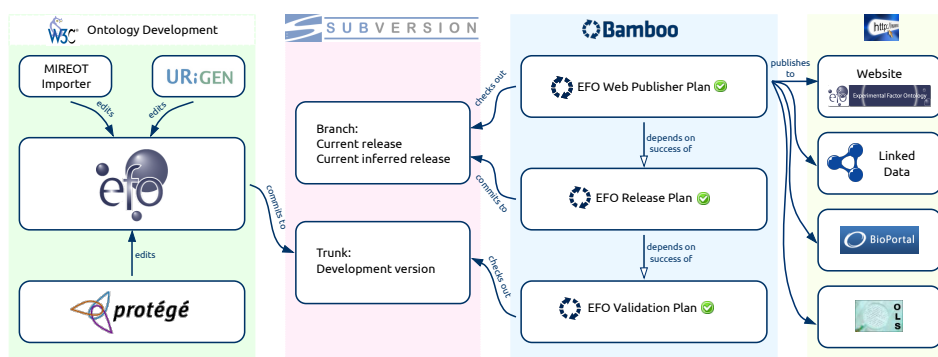 W3C Ontology Development
MIREOT
Importer
URiGEN
edits
edits
efo
commits to
edits
protégé
SUBVERSION
Branch:
Current release
Current inferred release
Trunk:
Development version
checks out
commits to
checks out
Bamboo
EFO Web Publisher Plan
depends on
success of
EFO Release Plan
depends on
success of
EFO Validation Plan
publishes
to
http:
Website
efo Experimental Factor Ontology
Linked
Data
BioPortal
OLS